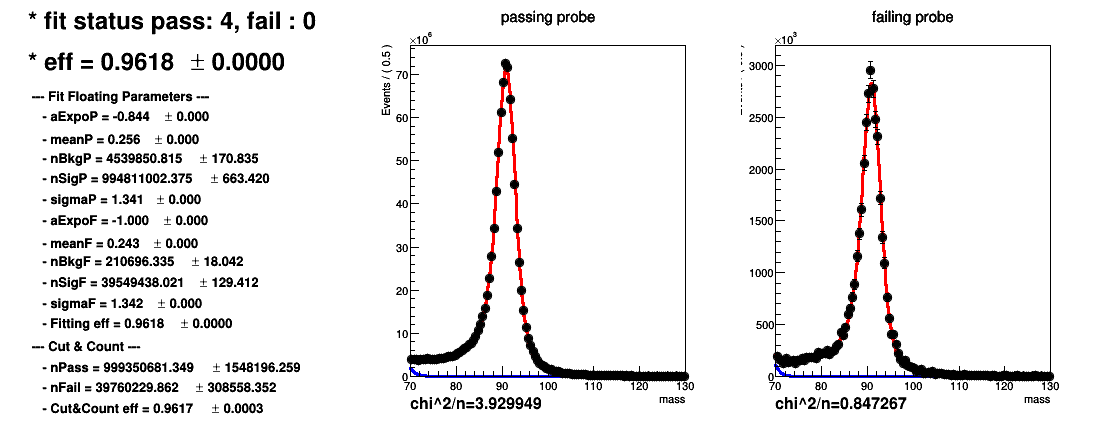 * fit status pass: 4, fail : 0
* eff = 0.9618 ± 0.0000
--- Fit Floating Parameters ---
- aExpoP = -0.844 ± 0.000
- meanP = 0.256 ± 0.000
- nBkgP = 4539850.815 ± 170.835
- nSigP = 994811002.375 ± 663.420
- sigmaP = 1.341 ± 0.000
- aExpoF = -1.000 ± 0.000
- meanF = 0.243 ± 0.000
- nBkgF = 210696.335 ± 18.042
- nSigF = 39549438.021 ± 129.412
- sigmaF = 1.342 ± 0.000
- Fitting eff = 0.9618 ± 0.0000
--- Cut & Count ---
- nPass = 999350681.349 ± 1548196.259
- nFail = 39760229.862 ± 308558.352
- Cut&Count eff = 0.9617 ± 0.0003
passing probe
×10⁶
Events / ( 0.5 )
70
60
50
40
30
20
10
0
70 80 90 100 110 120 130
mass
chi^2/n=3.929949
failing probe
×10³
3000
2500
2000
1500
1000
500
0
70 80 90 100 110 120 130
mass
chi^2/n=0.847267